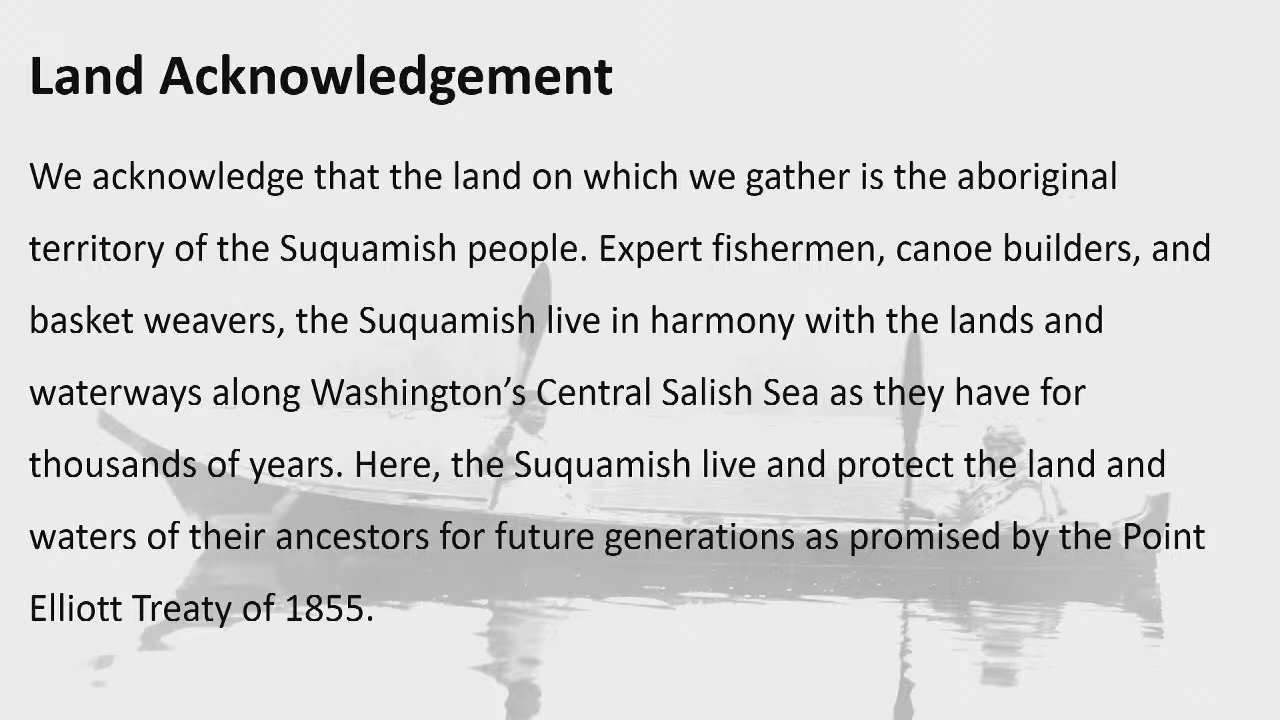 Land Acknowledgement
We acknowledge that the land on which we gather is the aboriginal
territory of the Suquamish people. Expert fishermen, canoe builders, and
basket weavers, the Suquamish live in harmony with the lands and
waterways along Washington’s Central Salish Sea as they have for
thousands of years. Here, the Suquamish live and protect the land and
waters of their ancestors for future generations as promised by the Point
Elliott Treaty of 1855.